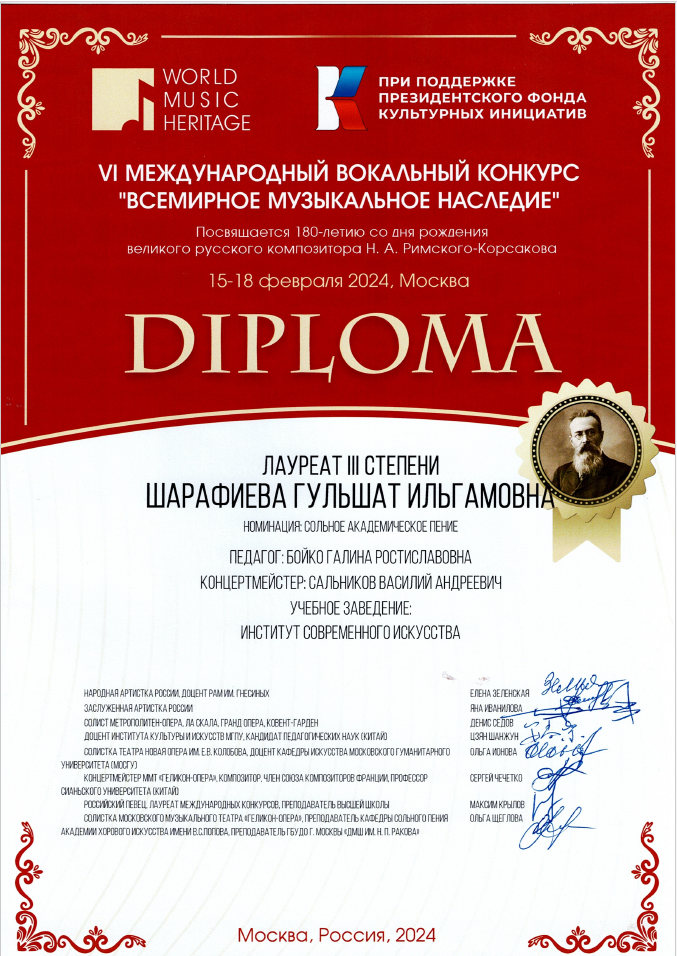 WORLD
MUSIC
HERITAGE
ПРИ ПОДДЕРЖКЕ
ПРЕЗИДЕНТСКОГО ФОНДА
КУЛЬТУРНЫХ ИНИЦИАТИВ
VI МЕЖДУНАРОДНЫЙ ВОКАЛЬНЫЙ КОНКУРС
"ВСЕМИРНОЕ МУЗЫКАЛЬНОЕ НАСЛЕДИЕ"
Посвящается 180-летию со дня рождения
великого русского композитора Н. А. Римского-Корсакова
15-18 февраля 2024, Москва
DIPLOMA
ЛАУРЕАТ III СТЕПЕНИ
ШАРАФИЕВА ГУЛЬШАТ ИЛЬГАМОВНА
НОМИНАЦИЯ: СОЛЬНОЕ АКАДЕМИЧЕСКОЕ ПЕНИЕ
ПЕДАГОГ: БОЙКО ГАЛИНА РОСТИСЛАВОВНА
КОНЦЕРТМЕЙСТЕР: САЛЬНИКОВ ВАСИЛИЙ АНДРЕЕВИЧ
УЧЕБНОЕ ЗАВЕДЕНИЕ:
ИНСТИТУТ СОВРЕМЕННОГО ИСКУССТВА
НАРОДНАЯ АРТИСТКА РОССИИ, ДОЦЕНТ РАМ ИМ. ГНЕСИНЫХ ЕЛЕНА ЗЕЛЕНСКАЯ
ЗАСЛУЖЕННАЯ АРТИСТКА РОССИИ ЯНА ИВАНИЛОВА
СОЛИСТ МЕТРОПОЛИТЕН-ОПЕРА, ЛА СКАЛА, ГРАНД ОПЕРА, КОВЕНТ-ГАРДЕН ДЕНИС СЕДОВ
ДОЦЕНТ ИНСТИТУТА КУЛЬТУРЫ И ИСКУССТВ МГПУ, КАНДИДАТ ПЕДАГОГИЧЕСКИХ НАУК (КИТАЙ) ЦЗЯН ШАНЖУН
СОЛИСТКА ТЕАТРА НОВАЯ ОПЕРА ИМ. Е.В. КОЛОБОВА, ДОЦЕНТ КАФЕДРЫ ИСКУССТВА МОСКОВСКОГО ГУМАНИТАРНОГО ОЛЬГА ИОНОВА
УНИВЕРСИТЕТА (МОСГУ)
КОНЦЕРТМЕЙСТЕР ММТ «ГЕЛИКОН-ОПЕРА», КОМПОЗИТОР, ЧЛЕН СОЮЗА КОМПОЗИТОРОВ ФРАНЦИИ, ПРОФЕССОР СЕРГЕЙ ЧЕЧЕТКО
СИАНЬСКОГО УНИВЕРСИТЕТА (КИТАЙ)
РОССИЙСКИЙ ПЕВЕЦ, ЛАУРЕАТ МЕЖДУНАРОДНЫХ КОНКУРСОВ, ПРЕПОДАВАТЕЛЬ ВЫСШЕЙ ШКОЛЫ МАКСИМ КРЫЛОВ
СОЛИСТКА МОСКОВСКОГО МУЗЫКАЛЬНОГО ТЕАТРА «ГЕЛИКОН-ОПЕРА», ПРЕПОДАВАТЕЛЬ КАФЕДРЫ СОЛЬНОГО ПЕНИЯ ОЛЬГА ЩЕГЛОВА
АКАДЕМИИ ХОРОВОГО ИСКУССТВА ИМЕНИ В.С.ПОПОВА, ПРЕПОДАВАТЕЛЬ ГБУДО Г. МОСКВЫ «ДМШ ИМ. Н. П. РАКОВА»
Москва, Россия, 2024